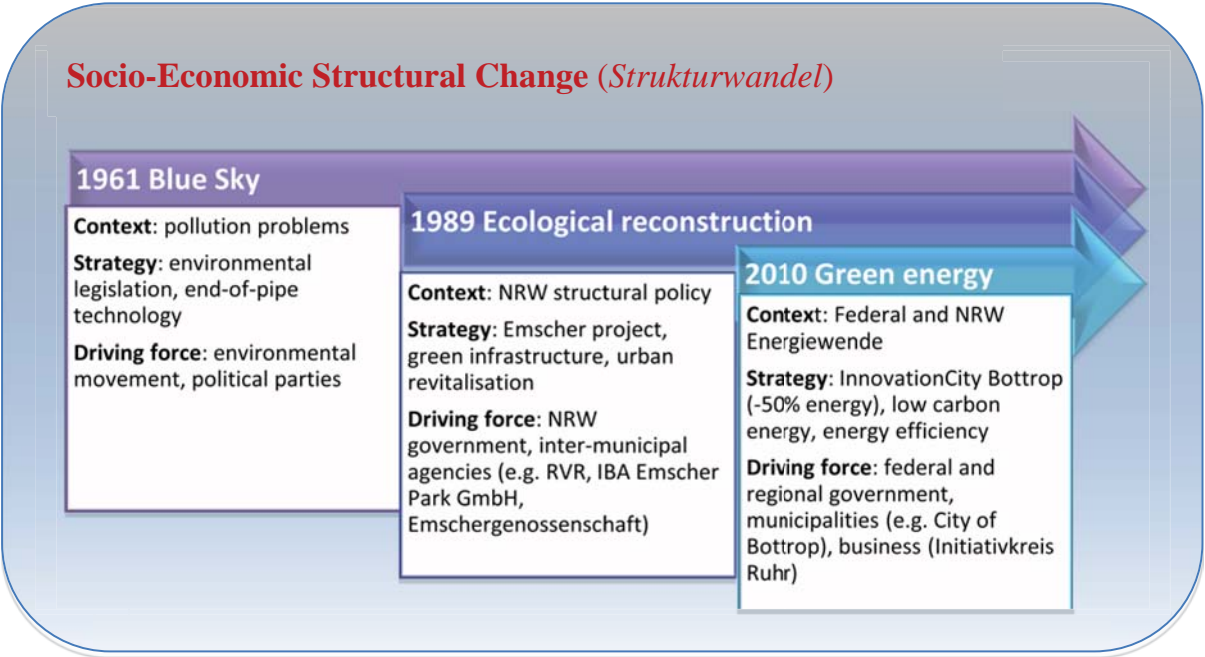 Socio-Economic Structural Change (Strukturwandel)
1961 Blue Sky
Context: pollution problems
Strategy: environmental
legislation, end-of-pipe
technology
Driving force: environmental
movement, political parties
1989 Ecological reconstruction
Context: NRW structural policy
Strategy: Emscher project,
green infrastructure, urban
revitalisation
Driving force: NRW
government, inter-municipal
agencies (e.g. RVR, IBA Emscher
Park GmbH,
Emschergenossenschaft)
2010 Green energy
Context: Federal and NRW
Energiewende
Strategy: InnovationCity Bottrop
(-50% energy), low carbon
energy, energy efficiency
Driving force: federal and
regional government,
municipalities (e.g. City of
Bottrop), business (Initiativkreis
Ruhr)